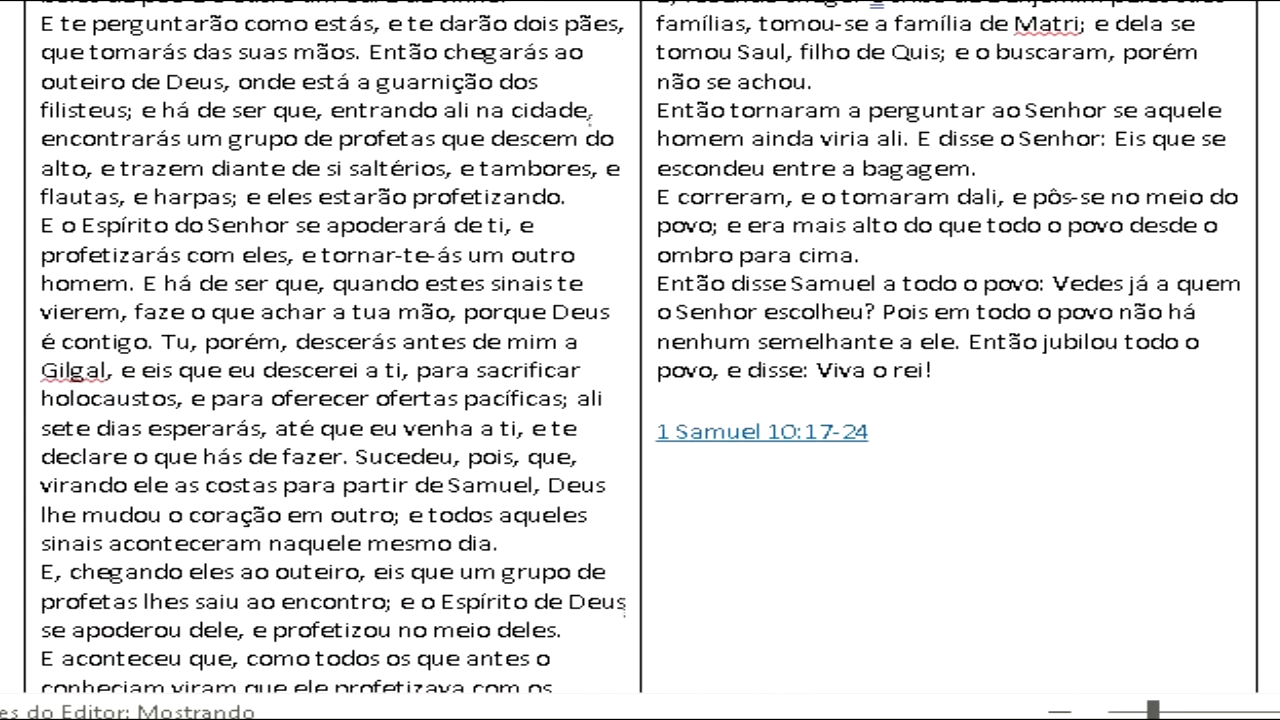 E te perguntarão como estás, e te darão dois pães,
que tomarás das suas mãos. Então chegarás ao
outeiro de Deus, onde está a guarnição dos
filisteus; e há de ser que, entrando ali na cidade,
encontrarás um grupo de profetas que descem do
alto, e trazem diante de si saltérios, e tambores, e
flautas, e harpas; e eles estarão profetizando.
E o Espírito do Senhor se apoderará de ti, e
profetizarás com eles, e tornar-te-ás um outro
homem. E há de ser que, quando estes sinais te
vierem, faze o que achar a tua mão, porque Deus
é contigo. Tu, porém, descerás antes de mim a
Gilgal, e eis que eu descerei a ti, para sacrificar
holocaustos, e para oferecer ofertas pacíficas; ali
sete dias esperarás, até que eu venha a ti, e te
declare o que hás de fazer. Sucedeu, pois, que,
virando ele as costas para partir de Samuel, Deus
lhe mudou o coração em outro; e todos aqueles
sinais aconteceram naquele mesmo dia.
E, chegando eles ao outeiro, eis que um grupo de
profetas lhes saiu ao encontro; e o Espírito de Deus
se apoderou dele, e profetizou no meio deles.
E aconteceu que, como todos os que antes o
conheciam viram que ele profetizava com os
famílias, tomou-se a família de Matri; e dela se
tomou Saul, filho de Quis; e o buscaram, porém
não se achou.
Então tornaram a perguntar ao Senhor se aquele
homem ainda viria ali. E disse o Senhor: Eis que se
escondeu entre a bagagem.
E correram, e o tomaram dali, e pôs-se no meio do
povo; e era mais alto do que todo o povo desde o
ombro para cima.
Então disse Samuel a todo o povo: Vedes já a quem
o Senhor escolheu? Pois em todo o povo não há
nenhum semelhante a ele. Então jubilou todo o
povo, e disse: Viva o rei!
1 Samuel 10:17-24
es do Editor: Mostrando